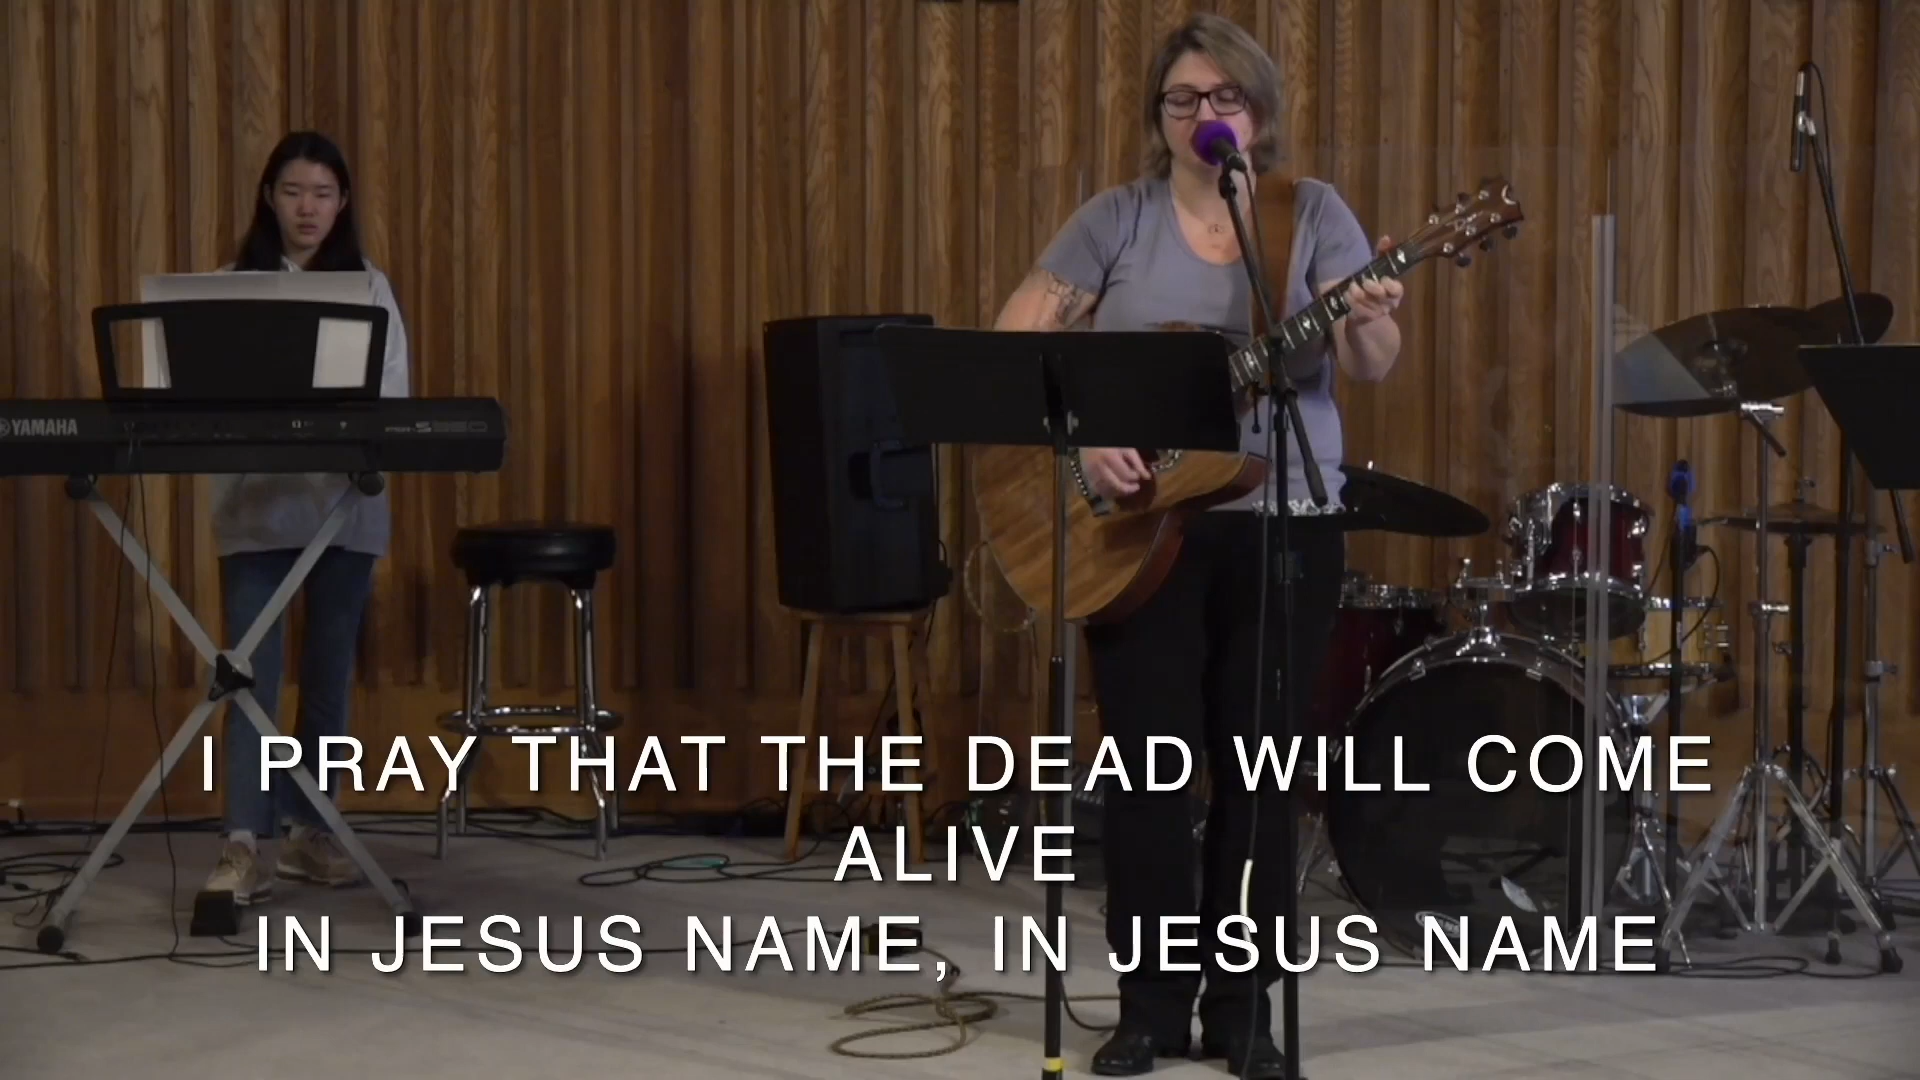 YAMAHA
I PRAY THAT THE DEAD WILL COME
ALIVE
IN JESUS NAME, IN JESUS NAME